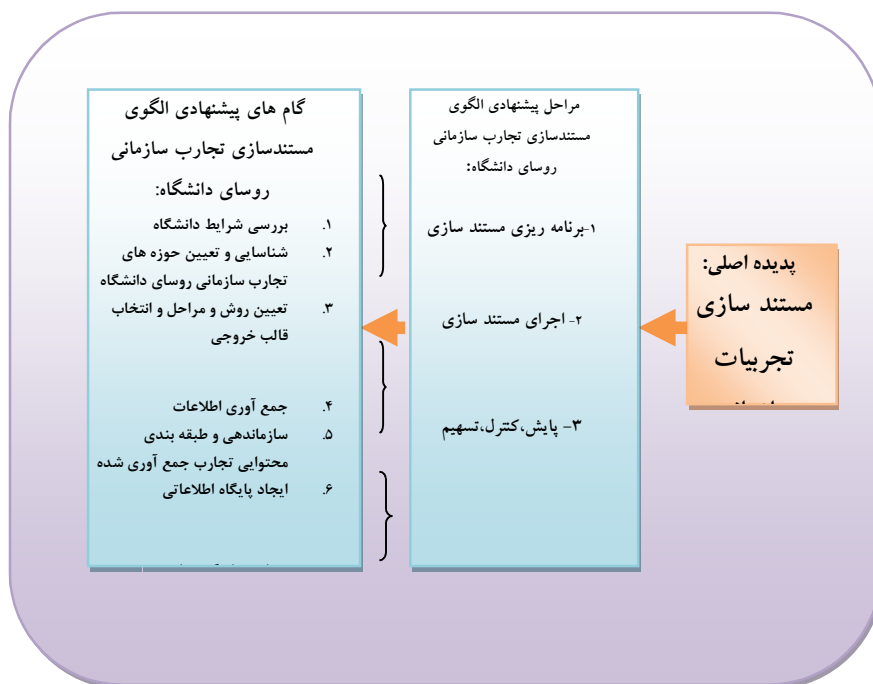 پدیده اصلی:
مستند سازی
تجربیات
مراحل پیشنهادی الگوی
مستندسازی تجارب سازمانی
روسای دانشگاه:
۱-برنامه ریزی مستند سازی
۲- اجرای مستند سازی
۳- پایش،کنترل،تسهیم
گام های پیشنهادی الگوی
مستندسازی تجارب سازمانی
روسای دانشگاه:
۱. بررسی شرایط دانشگاه
۲. شناسایی و تعیین حوزه های
تجارب سازمانی روسای دانشگاه
۳. تعیین روش و مراحل و انتخاب
قالب خروجی
۴. جمع آوری اطلاعات
۵. سازماندهی و طبقه بندی
محتوایی تجارب جمع آوری شده
۶. ایجاد پایگاه اطلاعاتی